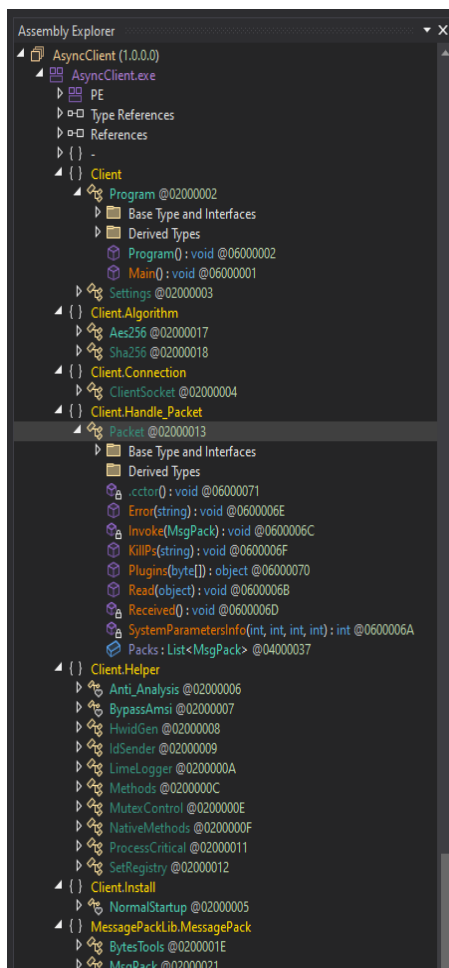 Assembly Explorer
AsyncClient (1.0.0.0)
AsyncClient.exe
PE
Type References
References
{ } -
{ } Client
Program @02000002
Base Type and Interfaces
Derived Types
Program() : void @06000002
Main() : void @06000001
Settings @02000003
{ } Client.Algorithm
Aes256 @02000017
Sha256 @02000018
{ } Client.Connection
ClientSocket @02000004
{ } Client.Handle_Packet
Packet @02000013
Base Type and Interfaces
Derived Types
.cctor() : void @06000071
Error(string) : void @0600006E
Invoke(MsgPack) : void @0600006C
KillPs(string) : void @0600006F
Plugins(byte[]) : object @06000070
Read(object) : void @0600006B
Received() : void @0600006D
SystemParametersInfo(int, int, int, int) : int @0600006A
Packs : List<MsgPack> @04000037
{ } Client.Helper
Anti_Analysis @02000006
BypassAmsi @02000007
HwidGen @02000008
IdSender @02000009
LimeLogger @0200000A
Methods @0200000C
MutexControl @0200000E
NativeMethods @0200000F
ProcessCritical @02000011
SetRegistry @02000012
{ } Client.Install
NormalStartup @02000005
{ } MessagePackLib.MessagePack
BytesTools @0200001E
MsgPack @02000021